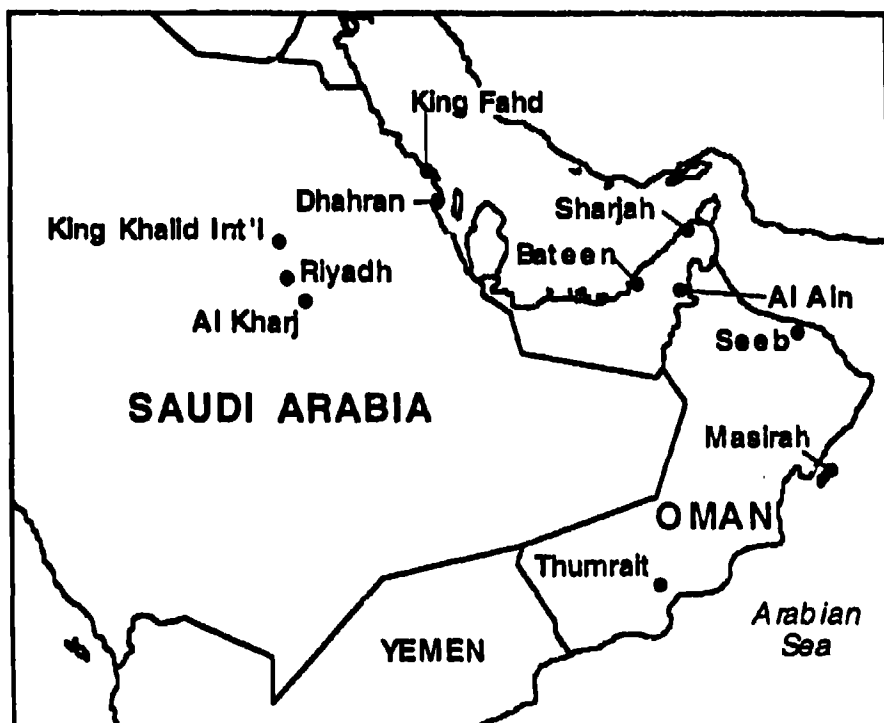 King Fahd
Dhahran
Sharjah
King Khalid Int'l
Bateen
Riyadh
Al Ain
Al Kharj
Seeb
SAUDI ARABIA
Masirah
OMAN
Thumrait
Arabian
Sea
YEMEN